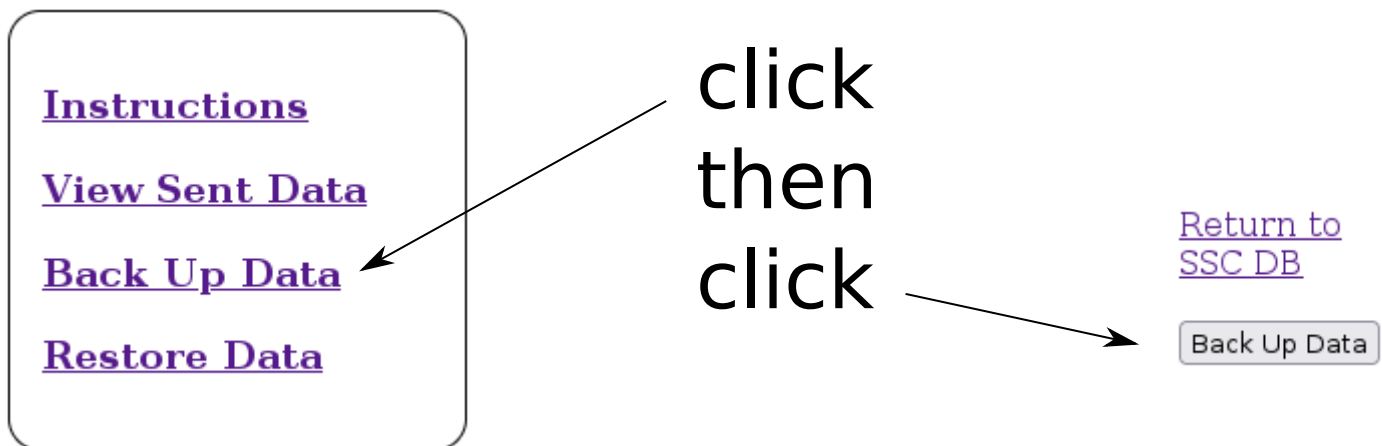 Instructions
View Sent Data
Back Up Data
Restore Data
click
then
click
Return to
SSC DB
Back Up Data